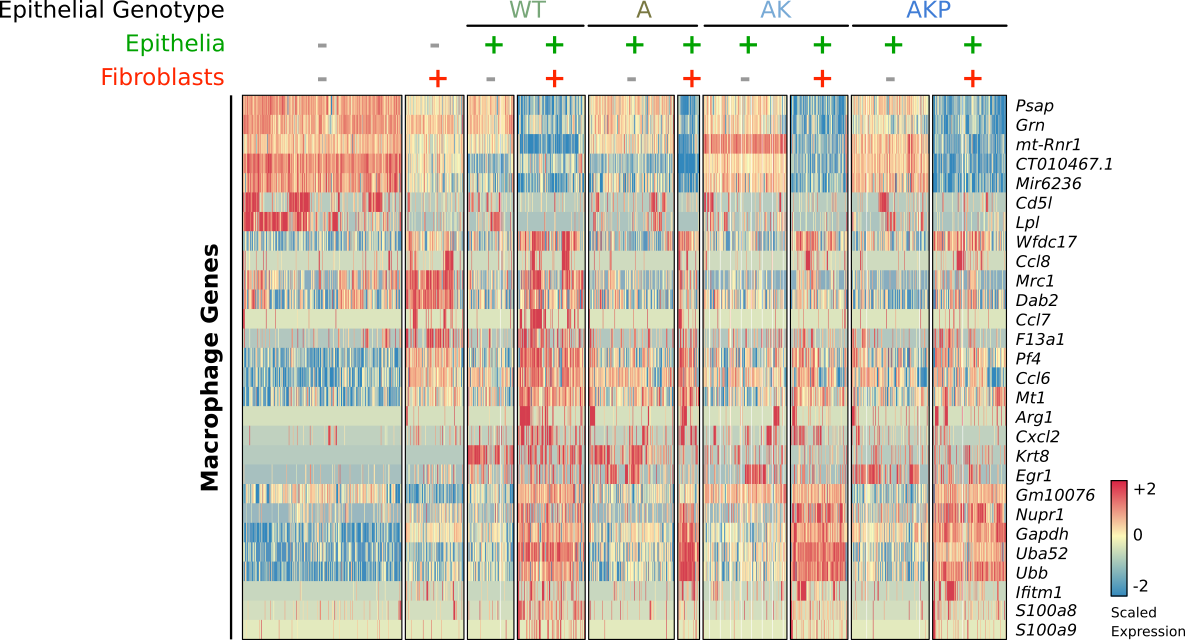 Epithelial Genotype WT A AK AKP
Epithelia - - + + + + + + + +
Fibroblasts - + - + - + - + - +
Macrophage Genes
Psap
Grn
mt-Rnr1
CT010467.1
Mir6236
Cd5l
Lpl
Wfdc17
Ccl8
Mrc1
Dab2
Ccl7
F13a1
Pf4
Ccl6
Mt1
Arg1
Cxcl2
Krt8
Egr1
Gm10076
Nupr1
Gapdh
Uba52
Ubb
Ifitm1
S100a8
S100a9
+2
0
-2
Scaled
Expression